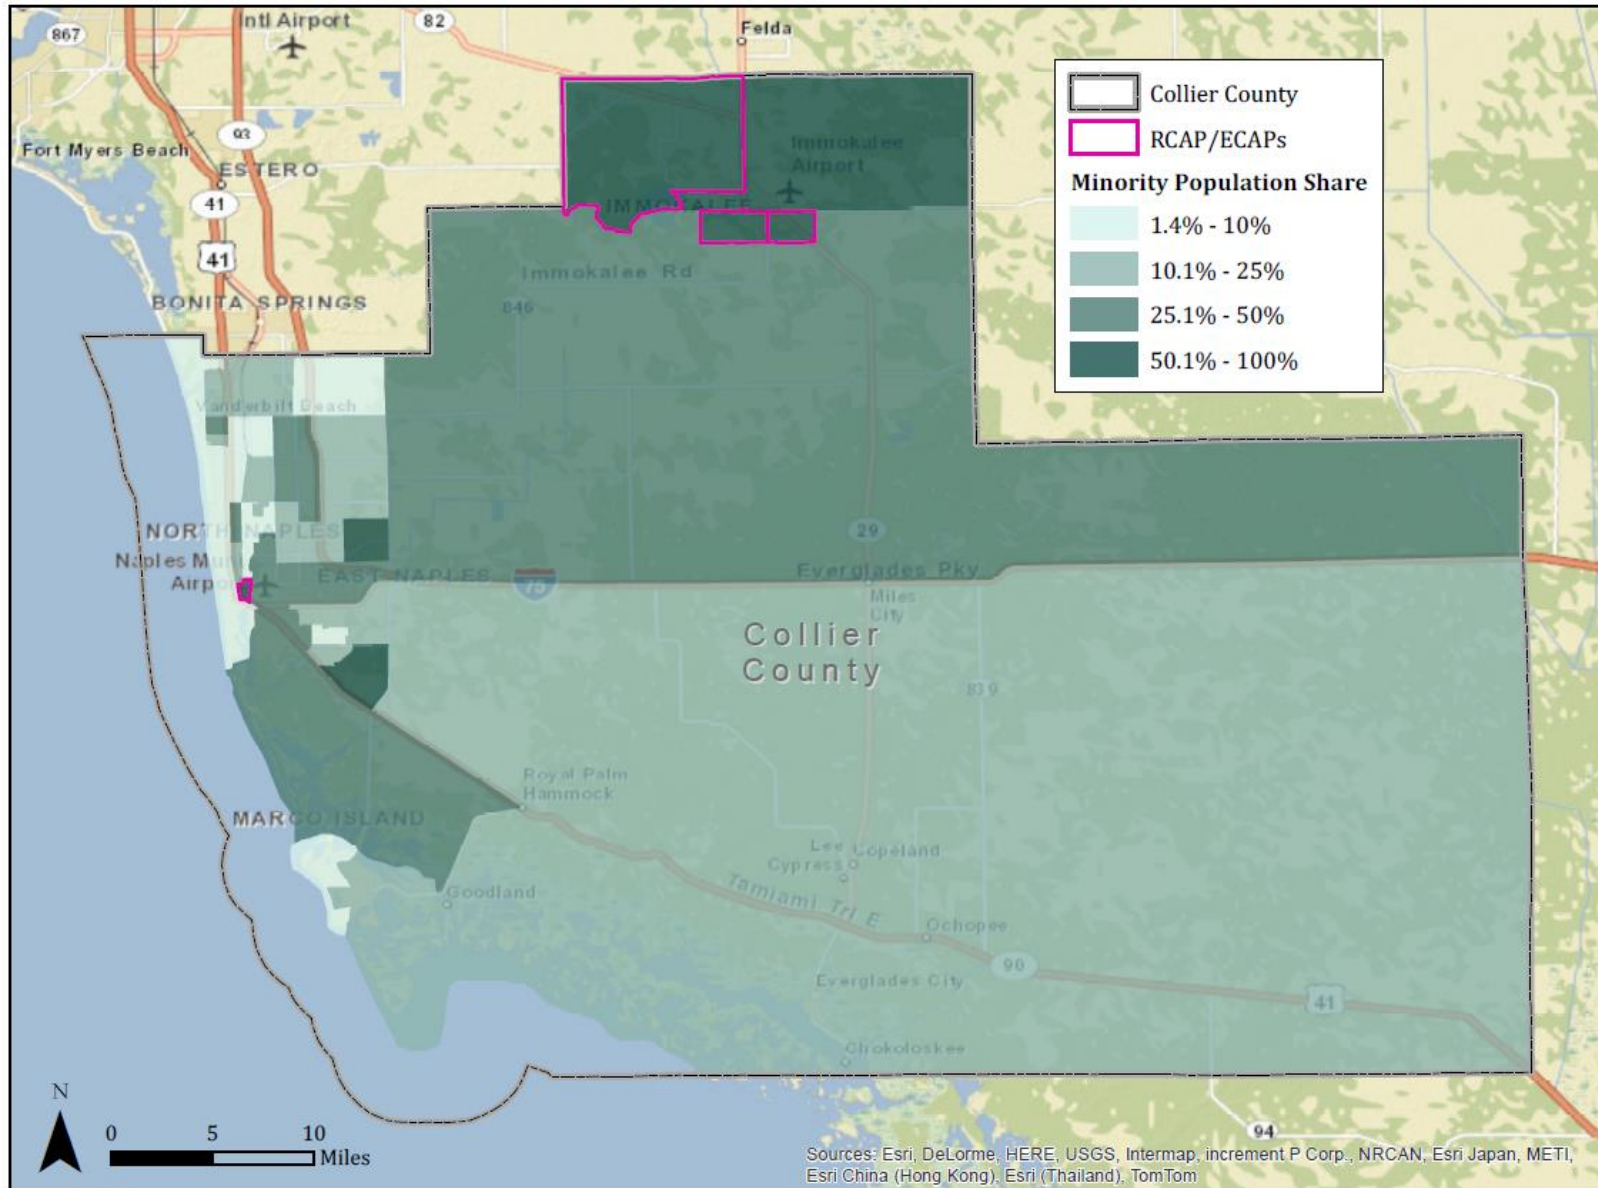 Intl Airport
82
867
Felda
Collier County
RCAP/ECAPs
Minority Population Share
1.4% - 10%
10.1% - 25%
25.1% - 50%
50.1% - 100%
93
Fort Myers Beach
ESTERO
41
Immokalee
Airport
IMMOKALEE
41
Immokalee Rd
BONITA SPRINGS
846
Vanderbilt Beach
NORTH NAPLES
29
Naples Muni
Airport
EAST NAPLES
75
Everglades Pky
Miles
City
Collier
County
839
Royal Palm
Hammock
MARCO ISLAND
Lee
Cypress
Copeland
Goodland
Tamiami Trl E
Ochopee
90
Everglades City
41
Chokoloskee
N
0 5 10
Miles
94
Sources: Esri, DeLorme, HERE, USGS, Intermap, increment P Corp., NRCAN, Esri Japan, METI,
Esri China (Hong Kong), Esri (Thailand), TomTom